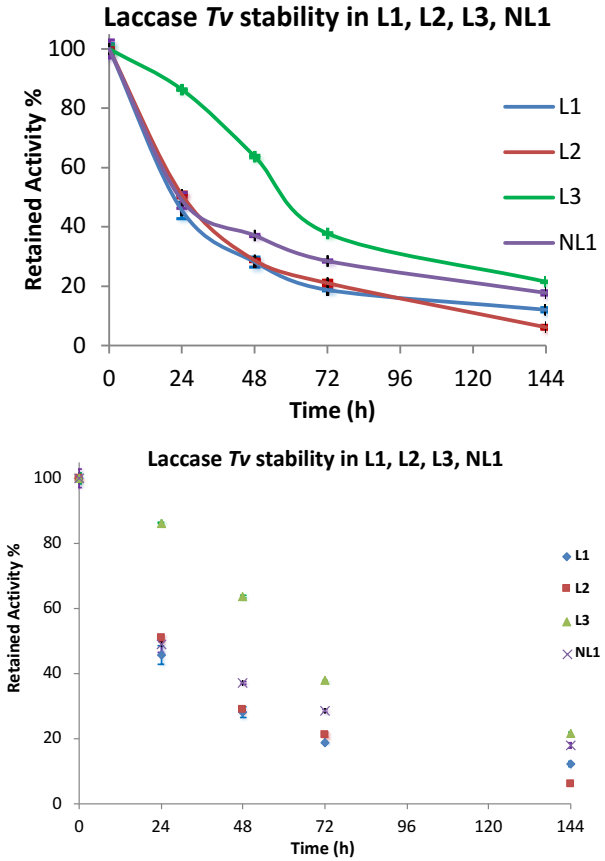 Laccase Tv stability in L1, L2, L3, NL1
Retained Activity %
100
80
60
40
20
0
0 24 48 72 96 120 144
Time (h)
L1
L2
L3
NL1
Laccase Tv stability in L1, L2, L3, NL1
Retained Activity %
100
80
60
40
20
0
0 24 48 72 96 120 144
Time (h)
L1
L2
L3
NL1